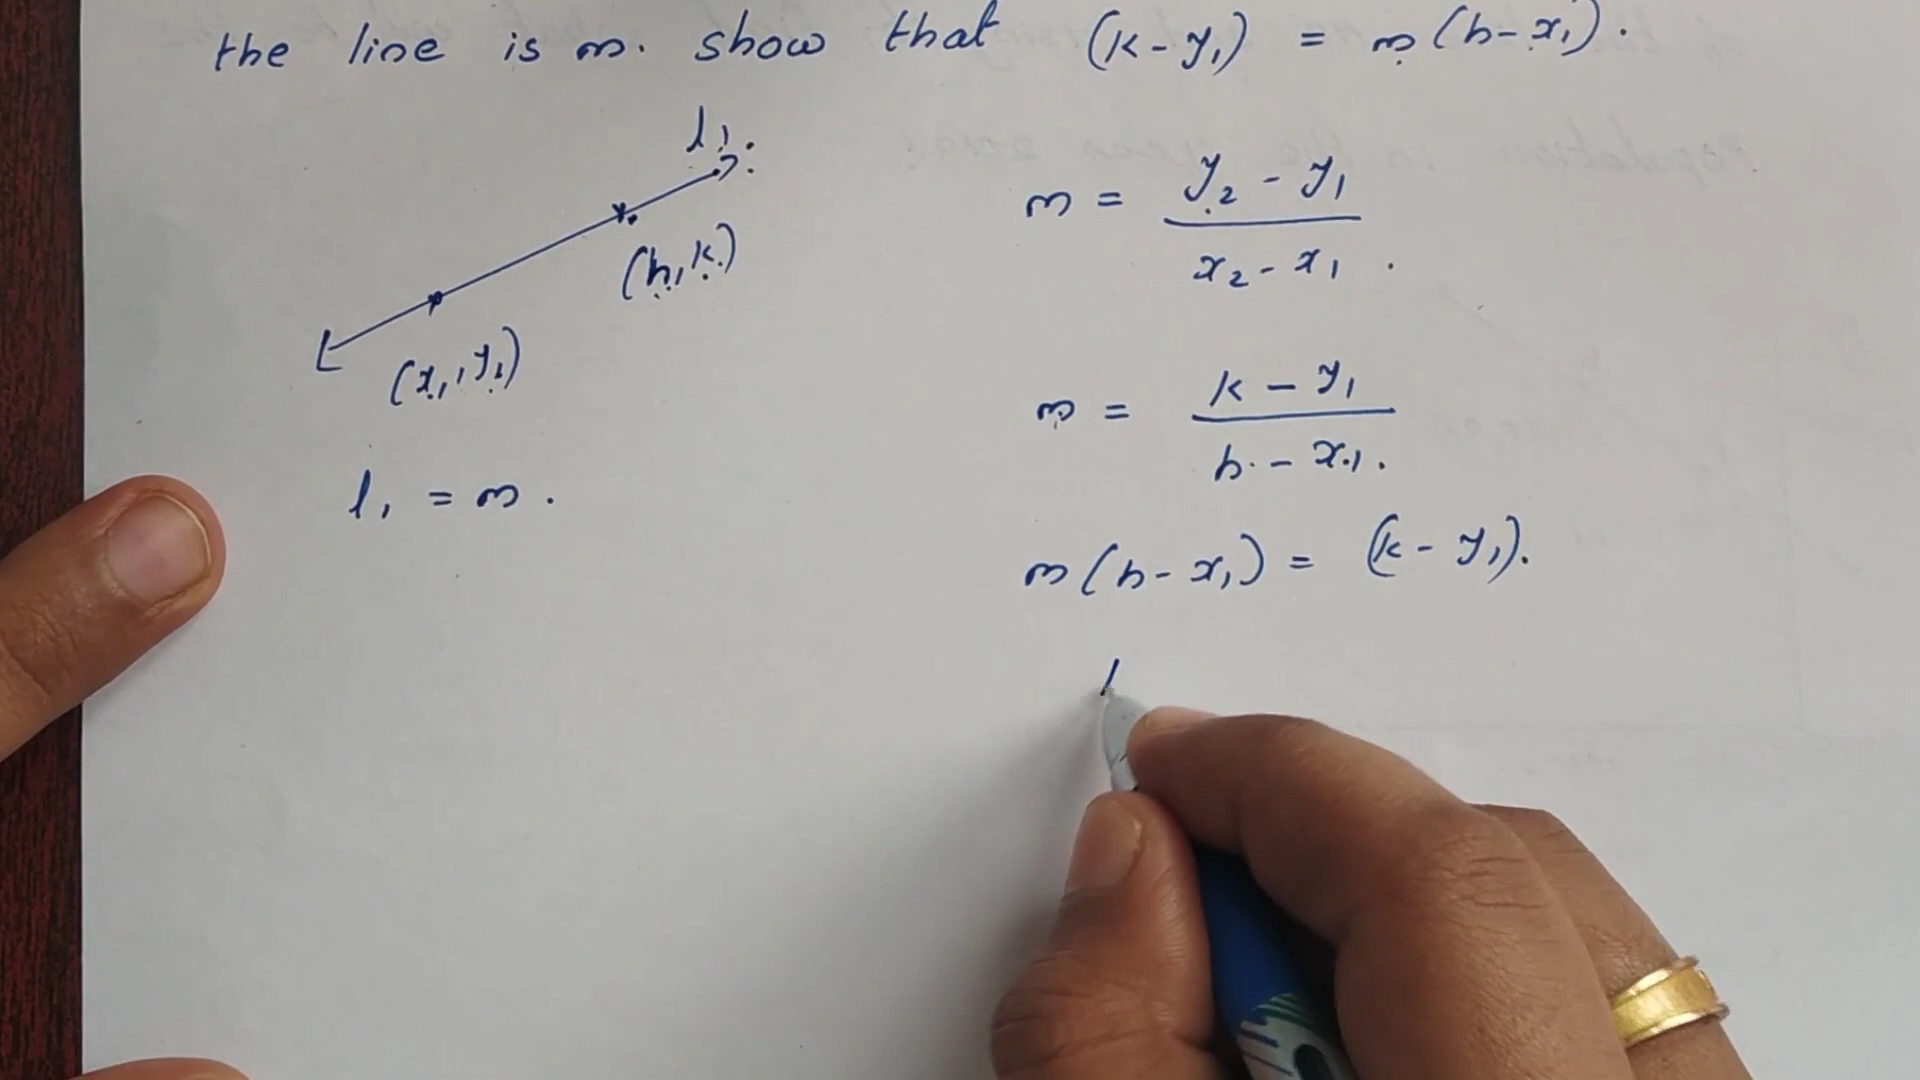 the line is m. show that (k-y₁) = m(h-x₁).
l₁.
(h, k)
(x₁, y₁)
l₁ = m.
m = y₂ - y₁
x₂ - x₁.
m = k - y₁
h - x₁.
m(h-x₁) = (k-y₁).